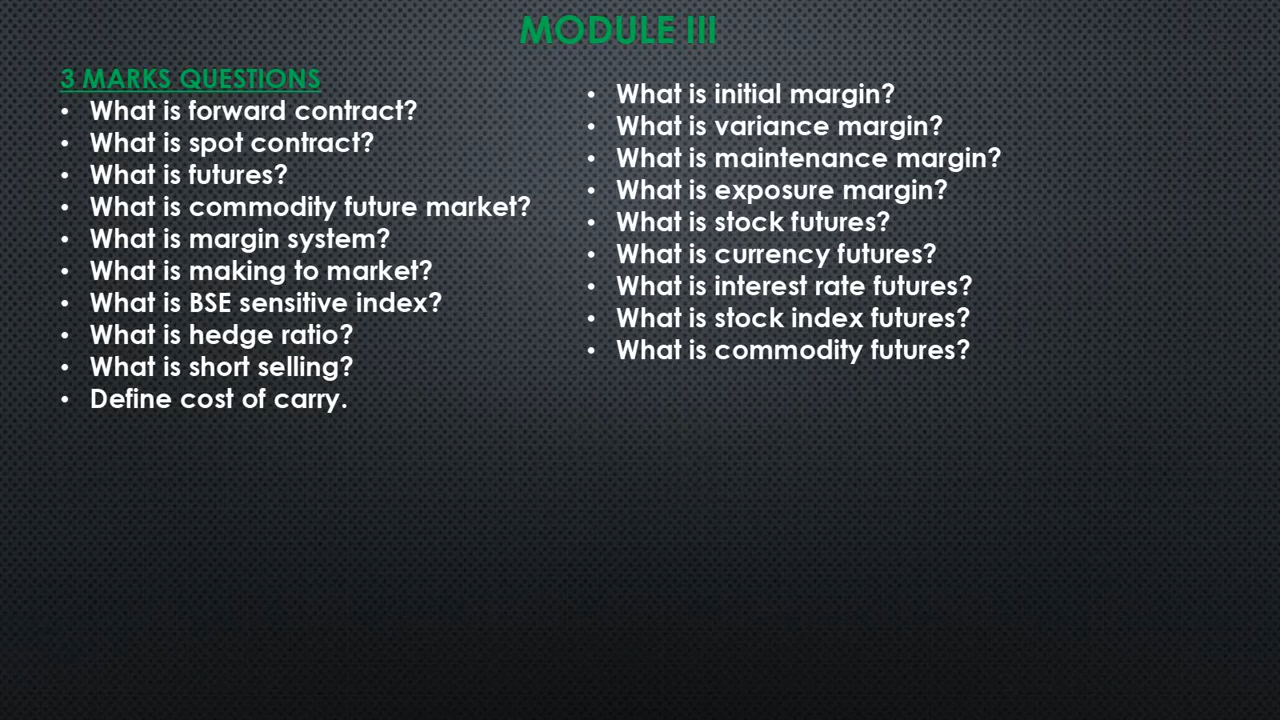 MODULE III
3 MARKS QUESTIONS
• What is forward contract?
• What is spot contract?
• What is futures?
• What is commodity future market?
• What is margin system?
• What is making to market?
• What is BSE sensitive index?
• What is hedge ratio?
• What is short selling?
• Define cost of carry.
• What is initial margin?
• What is variance margin?
• What is maintenance margin?
• What is exposure margin?
• What is stock futures?
• What is currency futures?
• What is interest rate futures?
• What is stock index futures?
• What is commodity futures?